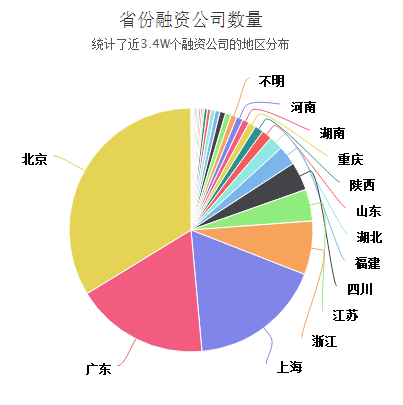 省份融资公司数量
统计了近3.4W个融资公司的地区分布
不明
河南
湖南
重庆
陕西
山东
湖北
福建
四川
江苏
浙江
上海
广东
北京